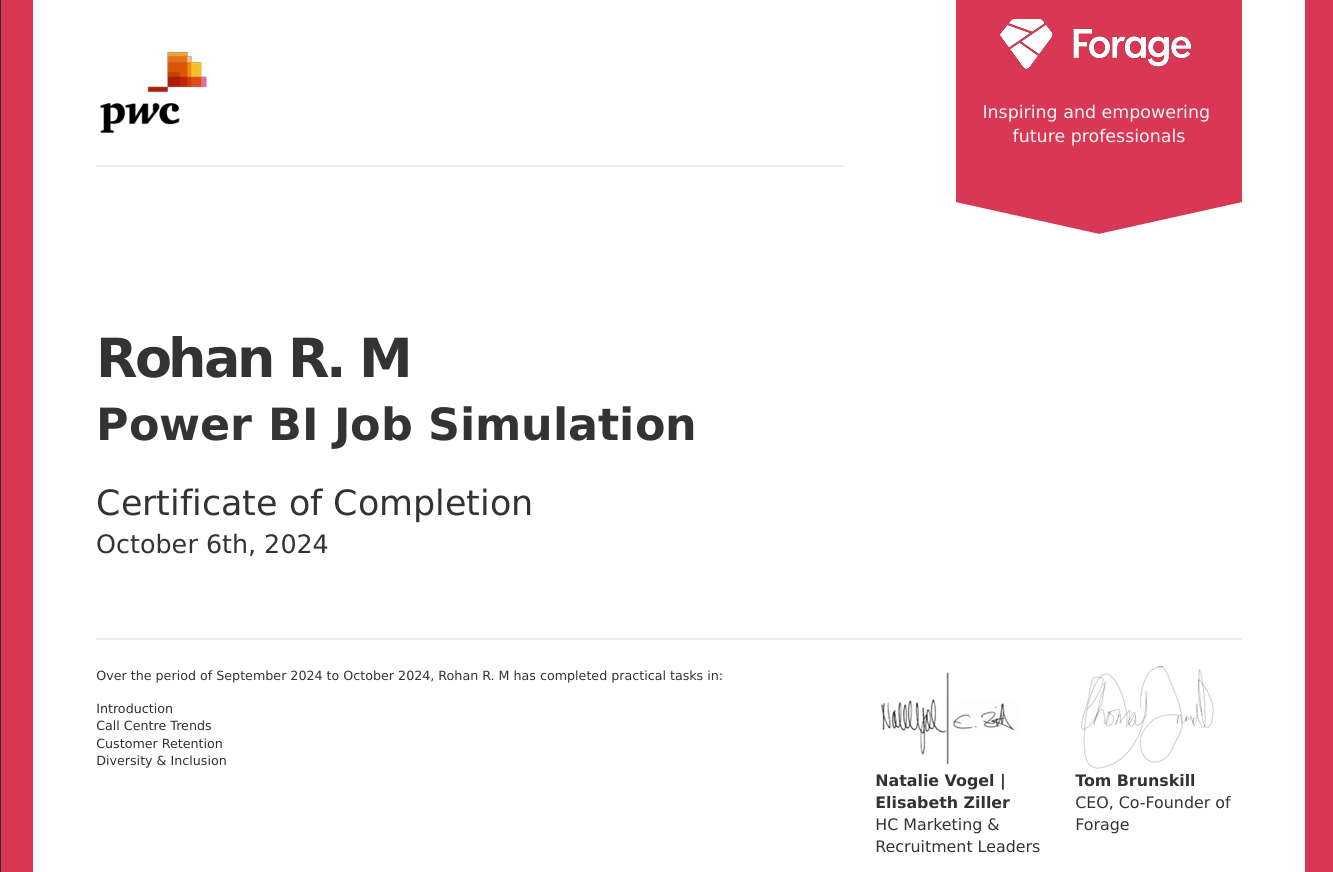 pwc
Forage
Inspiring and empowering
future professionals
Rohan R. M
Power BI Job Simulation
Certificate of Completion
October 6th, 2024
Over the period of September 2024 to October 2024, Rohan R. M has completed practical tasks in:
Introduction
Call Centre Trends
Customer Retention
Diversity & Inclusion
Natalie Vogel |
Elisabeth Ziller
HC Marketing &
Recruitment Leaders
Tom Brunskill
CEO, Co-Founder of
Forage